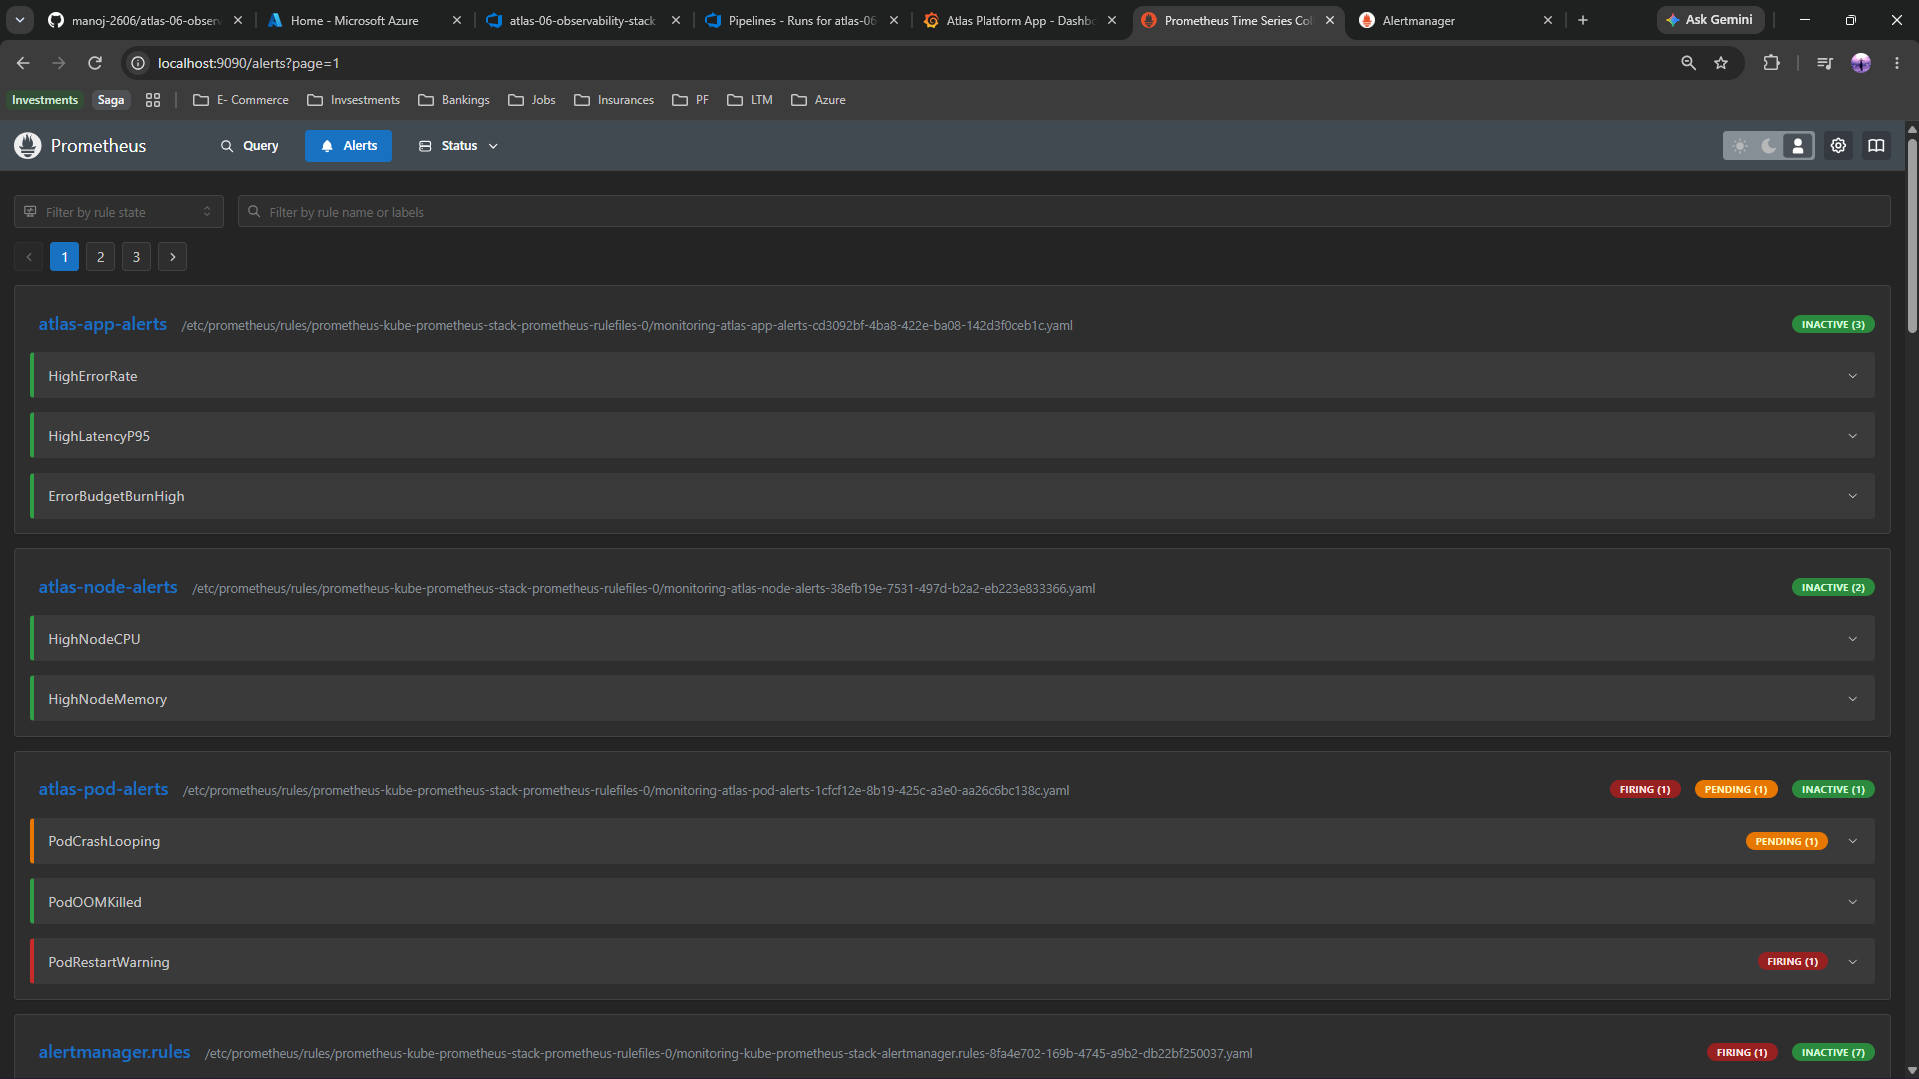 manoj-2606/atlas-06-observ
Home - Microsoft Azure
atlas-06-observability-stack
Pipelines - Runs for atlas-06
Atlas Platform App - Dashbo
Prometheus Time Series Col
Alertmanager
Ask Gemini
localhost:9090/alerts?page=1
Investments
Saga
E- Commerce
Invsestments
Bankings
Jobs
Insurances
PF
LTM
Azure
Prometheus
Query
Alerts
Status
Filter by rule state
Filter by rule name or labels
1
2
3
atlas-app-alerts /etc/prometheus/rules/prometheus-kube-prometheus-stack-prometheus-rulefiles-0/monitoring-atlas-app-alerts-cd3092bf-4ba8-422e-ba08-142d3f0ceb1c.yaml INACTIVE (3)
HighErrorRate
HighLatencyP95
ErrorBudgetBurnHigh
atlas-node-alerts /etc/prometheus/rules/prometheus-kube-prometheus-stack-prometheus-rulefiles-0/monitoring-atlas-node-alerts-38efb19e-7531-497d-b2a2-eb223e833366.yaml INACTIVE (2)
HighNodeCPU
HighNodeMemory
atlas-pod-alerts /etc/prometheus/rules/prometheus-kube-prometheus-stack-prometheus-rulefiles-0/monitoring-atlas-pod-alerts-1cfcf12e-8b19-425c-a3e0-aa26c6bc138c.yaml FIRING (1) PENDING (1) INACTIVE (1)
PodCrashLooping PENDING (1)
PodOOMKilled
PodRestartWarning FIRING (1)
alertmanager.rules /etc/prometheus/rules/prometheus-kube-prometheus-stack-prometheus-rulefiles-0/monitoring-kube-prometheus-stack-alertmanager.rules-8fa4e702-169b-4745-a9b2-db22bf250037.yaml FIRING (1) INACTIVE (7)